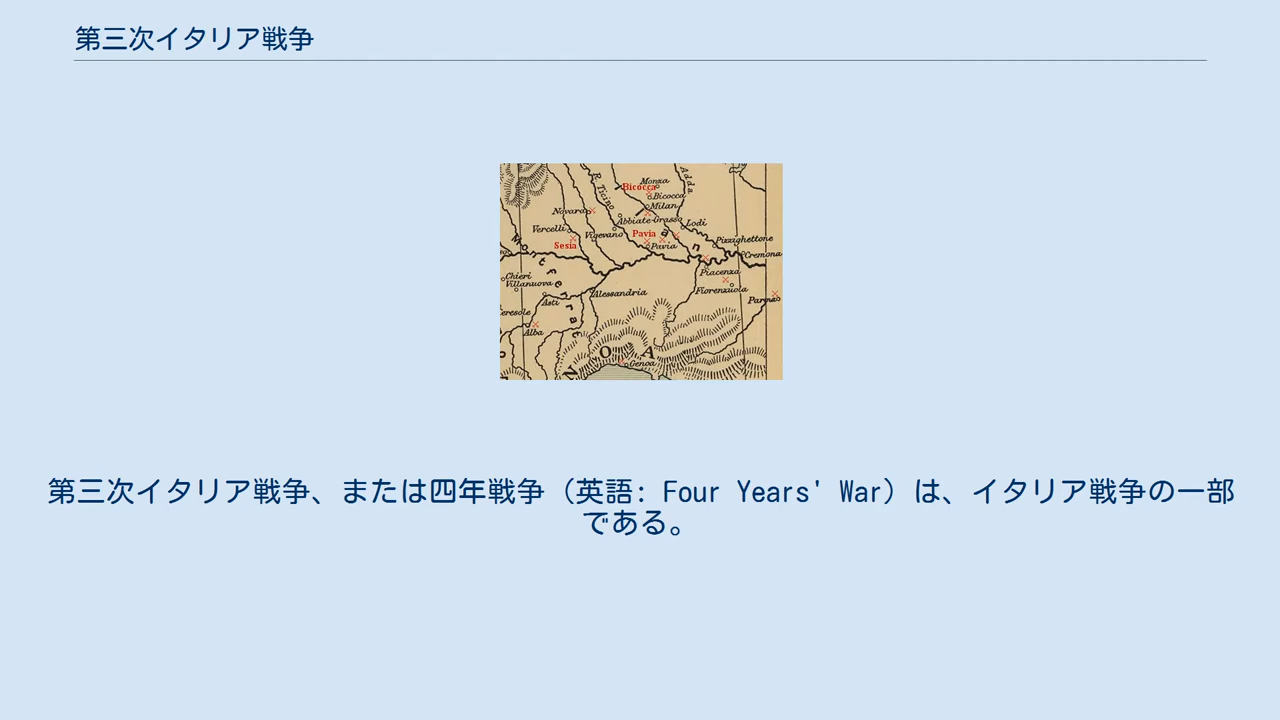 第三次イタリア戦争
Monza
Adda
R. Ticino
Bicocca
Bicocca
Milan
Novara
Abbiate-Grasso
Lodi
Vercelli
Vigevano
Pavia
Pavia
Pizzighettone
Sesia
Cremona
Montferrat
Piacenza
Chieri
Villanuova
Fiorenzuola
Alessandria
Asti
Parma
Ceresole
Alba
N O A
Genoa
第三次イタリア戦争、または四年戦争（英語: Four Years' War）は、イタリア戦争の一部
である。